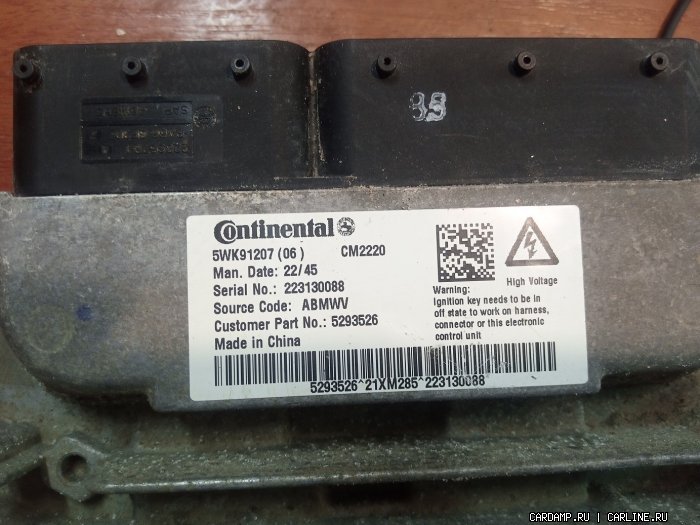 85
Continental
5WK91207 (06 ) CM2220
Man. Date: 22/45
Serial No.: 223130088
Source Code: ABMWV
Customer Part No.: 5293526
Made in China
High Voltage
Warning:
Ignition key needs to be in
off state to work on harness,
connector or this electronic
control unit
5293526^21XM285^223130088
CARDAMP.RU | CARLINE.RU